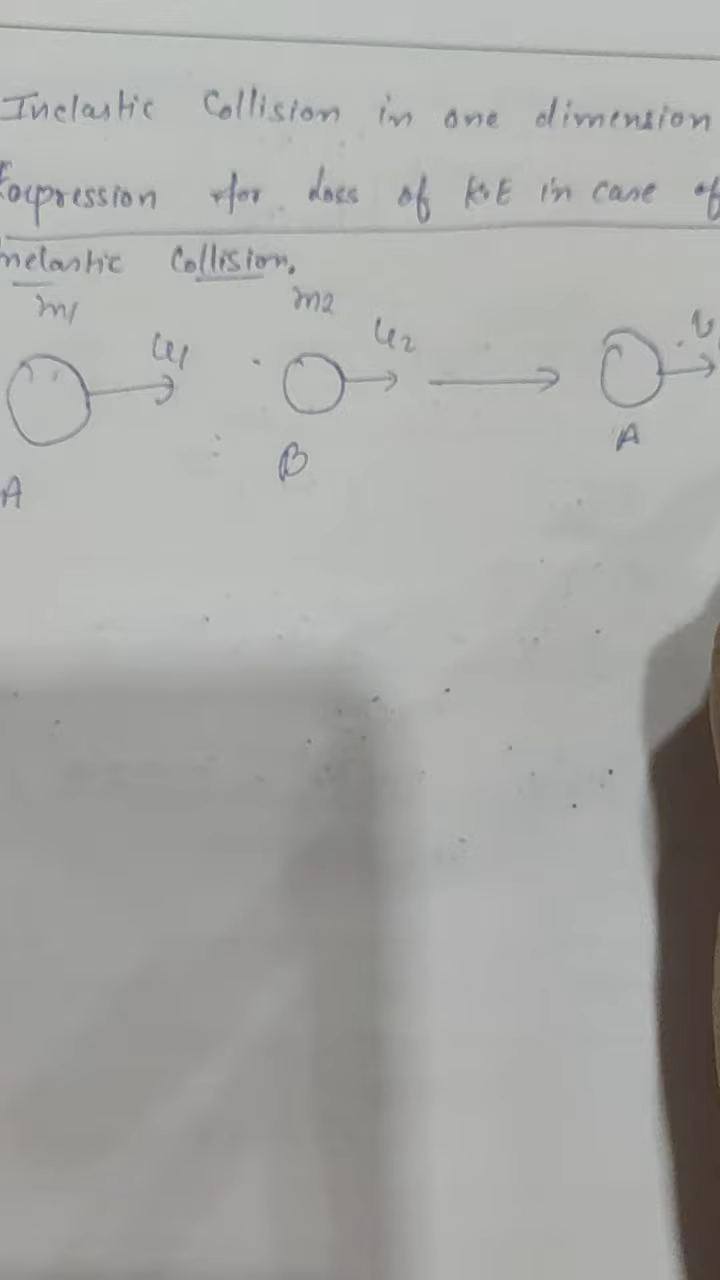 Inelastic Collision in one dimension
Expression for loss of K.E in case of
Inelastic Collision.
m1 m2
u1 u2
A B A